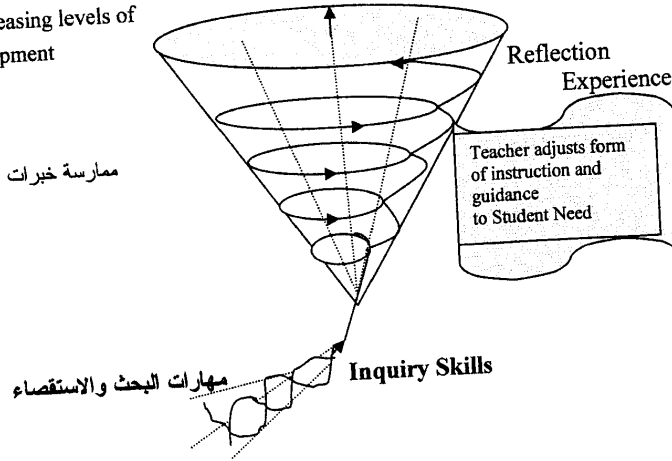 easing levels of
pment
Reflection
Experience
Teacher adjusts form
of instruction and
guidance
to Student Need
ممارسة خبرات
مهارات البحث والاستقصاء
Inquiry Skills